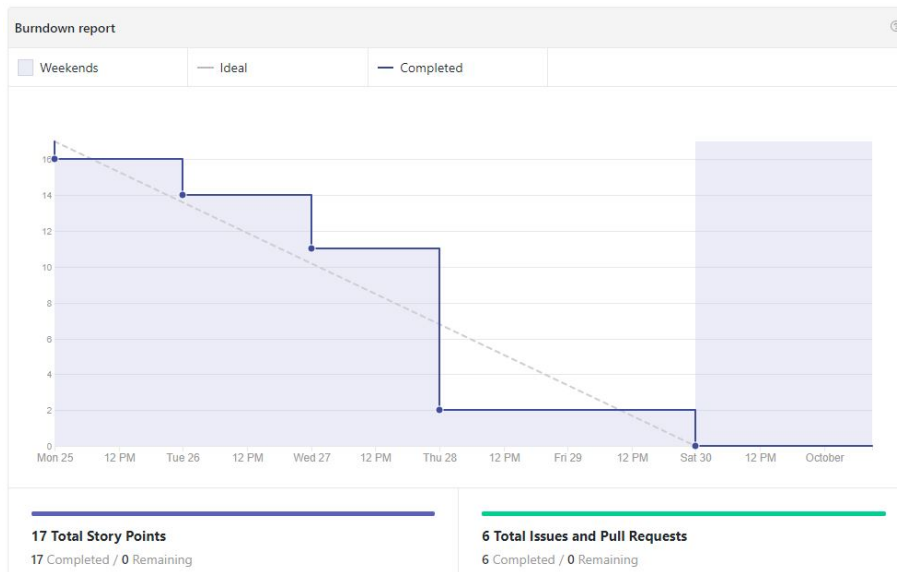 Burndown report
Weekends
Ideal
Completed
16
14
12
10
8
6
4
2
0
Mon 25 12 PM Tue 26 12 PM Wed 27 12 PM Thu 28 12 PM Fri 29 12 PM Sat 30 12 PM October
17 Total Story Points
17 Completed / 0 Remaining
6 Total Issues and Pull Requests
6 Completed / 0 Remaining